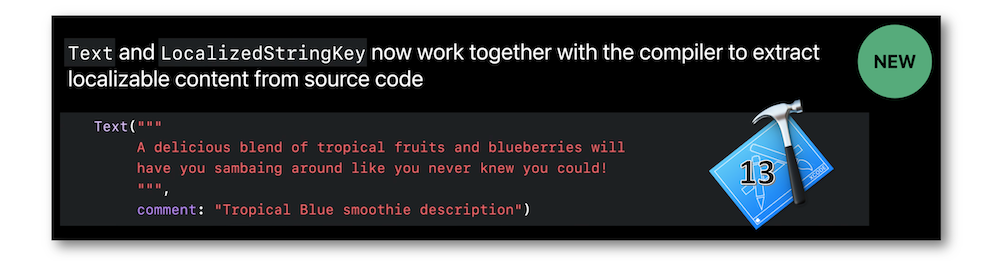 Text and LocalizedStringKey now work together with the compiler to extract
localizable content from source code
NEW
Text("""
A delicious blend of tropical fruits and blueberries will
have you sambaing around like you never knew you could!
""",
comment: "Tropical Blue smoothie description")
13
XCODE